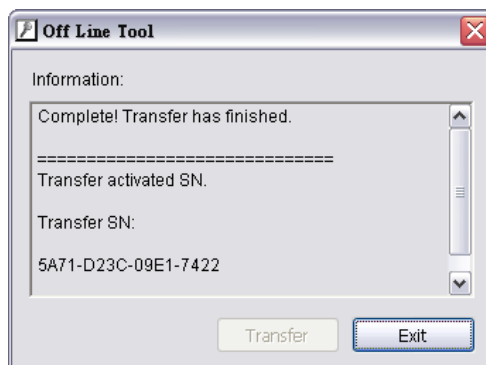 Off Line Tool
Information:
Complete! Transfer has finished.
==============================
Transfer activated SN.
Transfer SN:
5A71-D23C-09E1-7422
Transfer
Exit